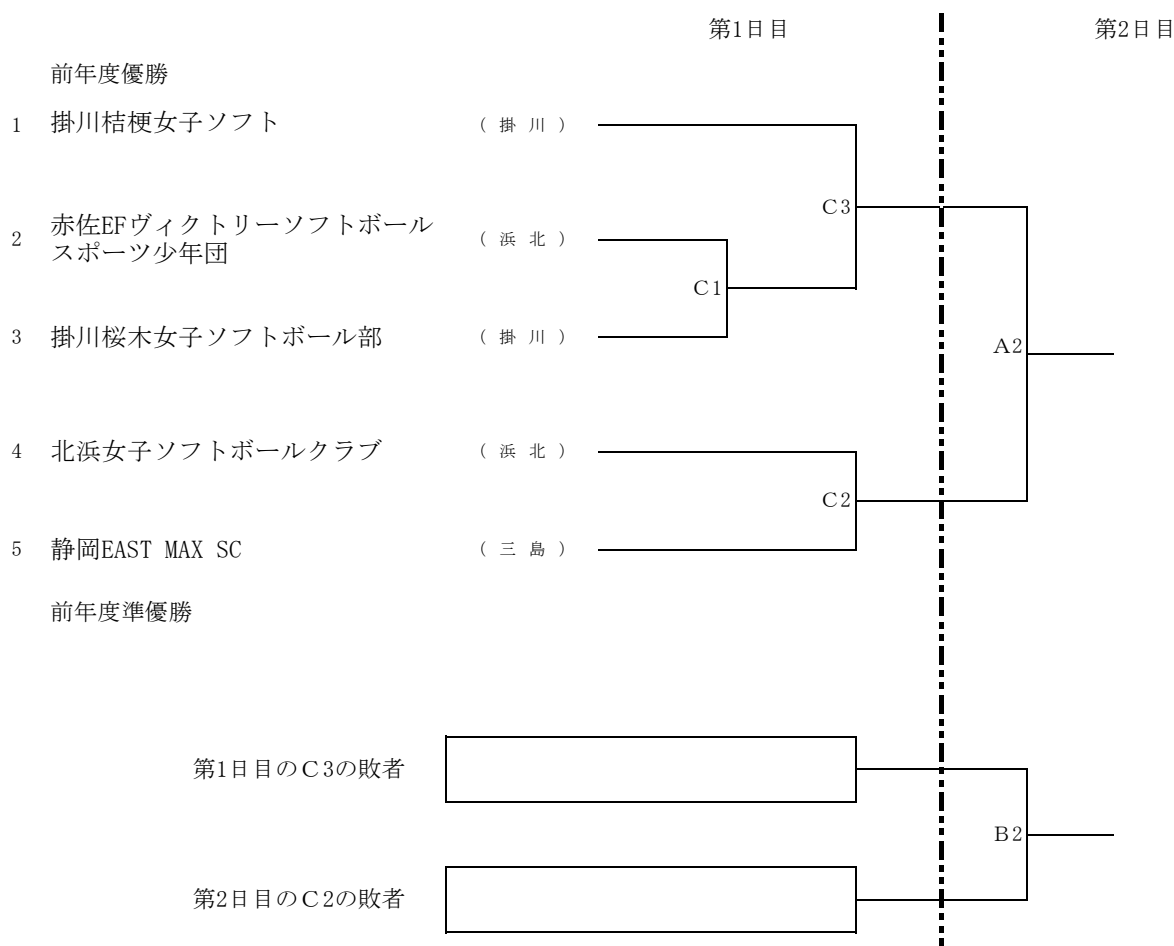 第1日目
第2日目
前年度優勝
1 掛川桔梗女子ソフト (掛川)
C3
2 赤佐EFヴィクトリーソフトボール
スポーツ少年団 (浜北)
C1
3 掛川桜木女子ソフトボール部 (掛川)
A2
4 北浜女子ソフトボールクラブ (浜北)
C2
5 静岡EAST MAX SC (三島)
前年度準優勝
第1日目のC3の敗者
B2
第2日目のC2の敗者